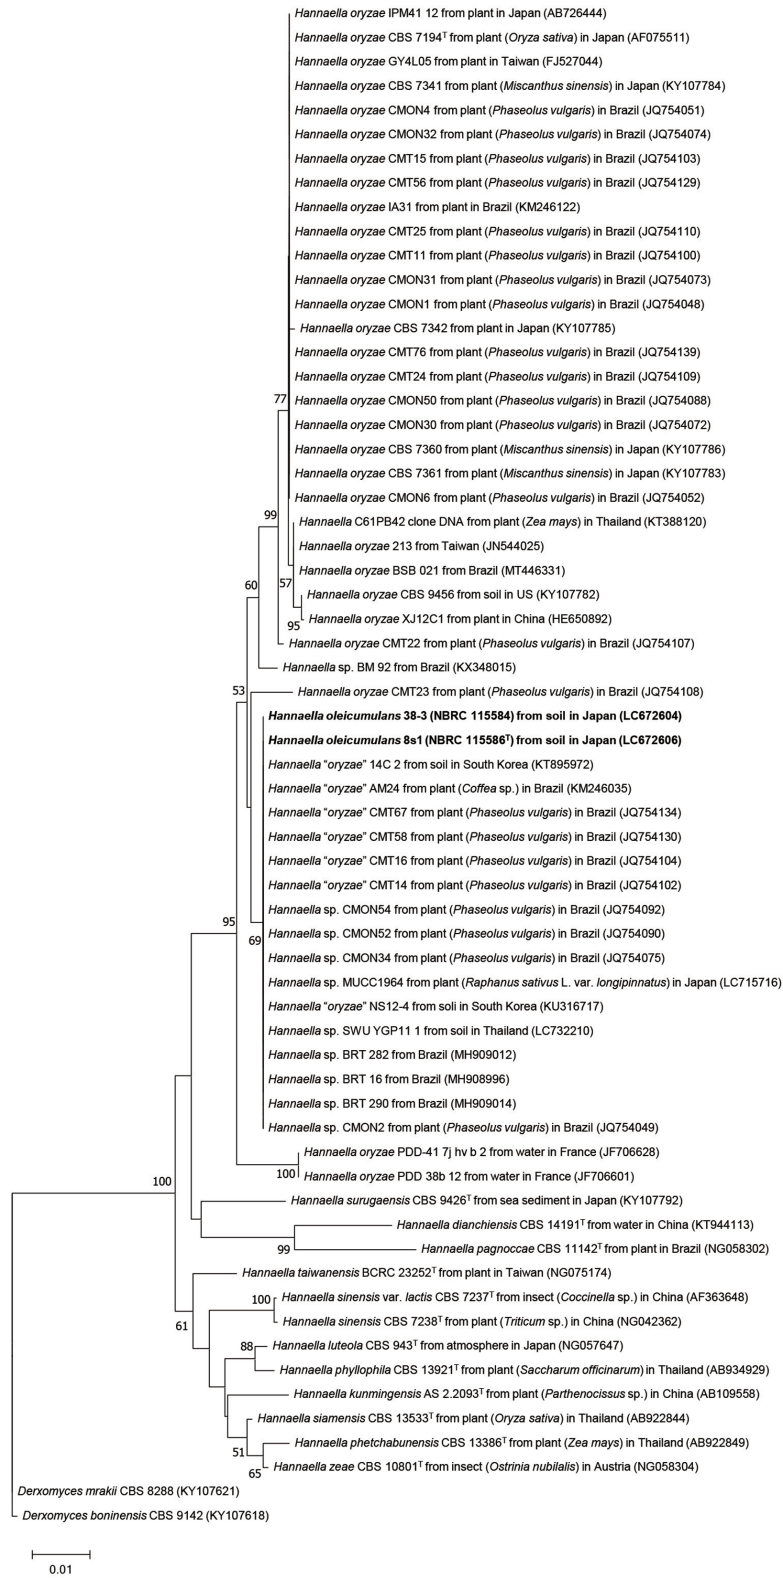 Hannaella oryzae IPM41 12 from plant in Japan (AB726444)
Hannaella oryzae CBS 7194ᵀ from plant (Oryza sativa) in Japan (AF075511)
Hannaella oryzae GY4L05 from plant in Taiwan (FJ527044)
Hannaella oryzae CBS 7341 from plant (Miscanthus sinensis) in Japan (KY107784)
Hannaella oryzae CMON4 from plant (Phaseolus vulgaris) in Brazil (JQ754051)
Hannaella oryzae CMON32 from plant (Phaseolus vulgaris) in Brazil (JQ754074)
Hannaella oryzae CMT15 from plant (Phaseolus vulgaris) in Brazil (JQ754103)
Hannaella oryzae CMT56 from plant (Phaseolus vulgaris) in Brazil (JQ754129)
Hannaella oryzae IA31 from plant in Brazil (KM246122)
Hannaella oryzae CMT25 from plant (Phaseolus vulgaris) in Brazil (JQ754110)
Hannaella oryzae CMT11 from plant (Phaseolus vulgaris) in Brazil (JQ754100)
Hannaella oryzae CMON31 from plant (Phaseolus vulgaris) in Brazil (JQ754073)
Hannaella oryzae CMON1 from plant (Phaseolus vulgaris) in Brazil (JQ754048)
Hannaella oryzae CBS 7342 from plant in Japan (KY107785)
Hannaella oryzae CMT76 from plant (Phaseolus vulgaris) in Brazil (JQ754139)
Hannaella oryzae CMT24 from plant (Phaseolus vulgaris) in Brazil (JQ754109)
77
Hannaella oryzae CMON50 from plant (Phaseolus vulgaris) in Brazil (JQ754088)
Hannaella oryzae CMON30 from plant (Phaseolus vulgaris) in Brazil (JQ754072)
Hannaella oryzae CBS 7360 from plant (Miscanthus sinensis) in Japan (KY107786)
Hannaella oryzae CBS 7361 from plant (Miscanthus sinensis) in Japan (KY107783)
Hannaella oryzae CMON6 from plant (Phaseolus vulgaris) in Brazil (JQ754052)
99
Hannaella C61PB42 clone DNA from plant (Zea mays) in Thailand (KT388120)
Hannaella oryzae 213 from Taiwan (JN544025)
Hannaella oryzae BSB 021 from Brazil (MT446331)
60
57
Hannaella oryzae CBS 9456 from soil in US (KY107782)
Hannaella oryzae XJ12C1 from plant in China (HE650892)
95
Hannaella oryzae CMT22 from plant (Phaseolus vulgaris) in Brazil (JQ754107)
Hannaella sp. BM 92 from Brazil (KX348015)
53
Hannaella oryzae CMT23 from plant (Phaseolus vulgaris) in Brazil (JQ754108)
Hannaella oleicumulans 38-3 (NBRC 115584) from soil in Japan (LC672604)
Hannaella oleicumulans 8s1 (NBRC 115586ᵀ) from soil in Japan (LC672606)
Hannaella “oryzae” 14C 2 from soil in South Korea (KT895972)
Hannaella “oryzae” AM24 from plant (Coffea sp.) in Brazil (KM246035)
Hannaella “oryzae” CMT67 from plant (Phaseolus vulgaris) in Brazil (JQ754134)
Hannaella “oryzae” CMT58 from plant (Phaseolus vulgaris) in Brazil (JQ754130)
Hannaella “oryzae” CMT16 from plant (Phaseolus vulgaris) in Brazil (JQ754104)
Hannaella “oryzae” CMT14 from plant (Phaseolus vulgaris) in Brazil (JQ754102)
Hannaella sp. CMON54 from plant (Phaseolus vulgaris) in Brazil (JQ754092)
95
Hannaella sp. CMON52 from plant (Phaseolus vulgaris) in Brazil (JQ754090)
69
Hannaella sp. CMON34 from plant (Phaseolus vulgaris) in Brazil (JQ754075)
Hannaella sp. MUCC1964 from plant (Raphanus sativus L. var. longipinnatus) in Japan (LC715716)
Hannaella “oryzae” NS12-4 from soli in South Korea (KU316717)
Hannaella sp. SWU YGP11 1 from soil in Thailand (LC732210)
Hannaella sp. BRT 282 from Brazil (MH909012)
Hannaella sp. BRT 16 from Brazil (MH908996)
Hannaella sp. BRT 290 from Brazil (MH909014)
Hannaella sp. CMON2 from plant (Phaseolus vulgaris) in Brazil (JQ754049)
Hannaella oryzae PDD-41 7j hv b 2 from water in France (JF706628)
100
Hannaella oryzae PDD 38b 12 from water in France (JF706601)
100
Hannaella surugaensis CBS 9426ᵀ from sea sediment in Japan (KY107792)
Hannaella dianchiensis CBS 14191ᵀ from water in China (KT944113)
99
Hannaella pagnoccae CBS 11142ᵀ from plant in Brazil (NG058302)
Hannaella taiwanensis BCRC 23252ᵀ from plant in Taiwan (NG075174)
100
Hannaella sinensis var. lactis CBS 7237ᵀ from insect (Coccinella sp.) in China (AF363648)
61
Hannaella sinensis CBS 7238ᵀ from plant (Triticum sp.) in China (NG042362)
88
Hannaella luteola CBS 943ᵀ from atmosphere in Japan (NG057647)
Hannaella phyllophila CBS 13921ᵀ from plant (Saccharum officinarum) in Thailand (AB934929)
Hannaella kunmingensis AS 2.2093ᵀ from plant (Parthenocissus sp.) in China (AB109558)
Hannaella siamensis CBS 13533ᵀ from plant (Oryza sativa) in Thailand (AB922844)
51
Hannaella phetchabunensis CBS 13386ᵀ from plant (Zea mays) in Thailand (AB922849)
65
Hannaella zeae CBS 10801ᵀ from insect (Ostrinia nubilalis) in Austria (NG058304)
Derxomyces mrakii CBS 8288 (KY107621)
Derxomyces boninensis CBS 9142 (KY107618)
0.01